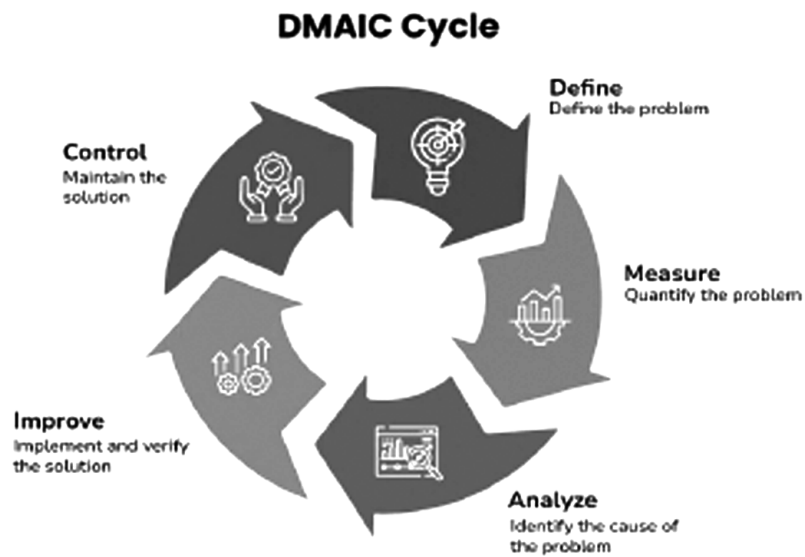 DMAIC Cycle
Define
Define the problem
Measure
Quantify the problem
Analyze
Identify the cause of
the problem
Improve
Implement and verify
the solution
Control
Maintain the
solution